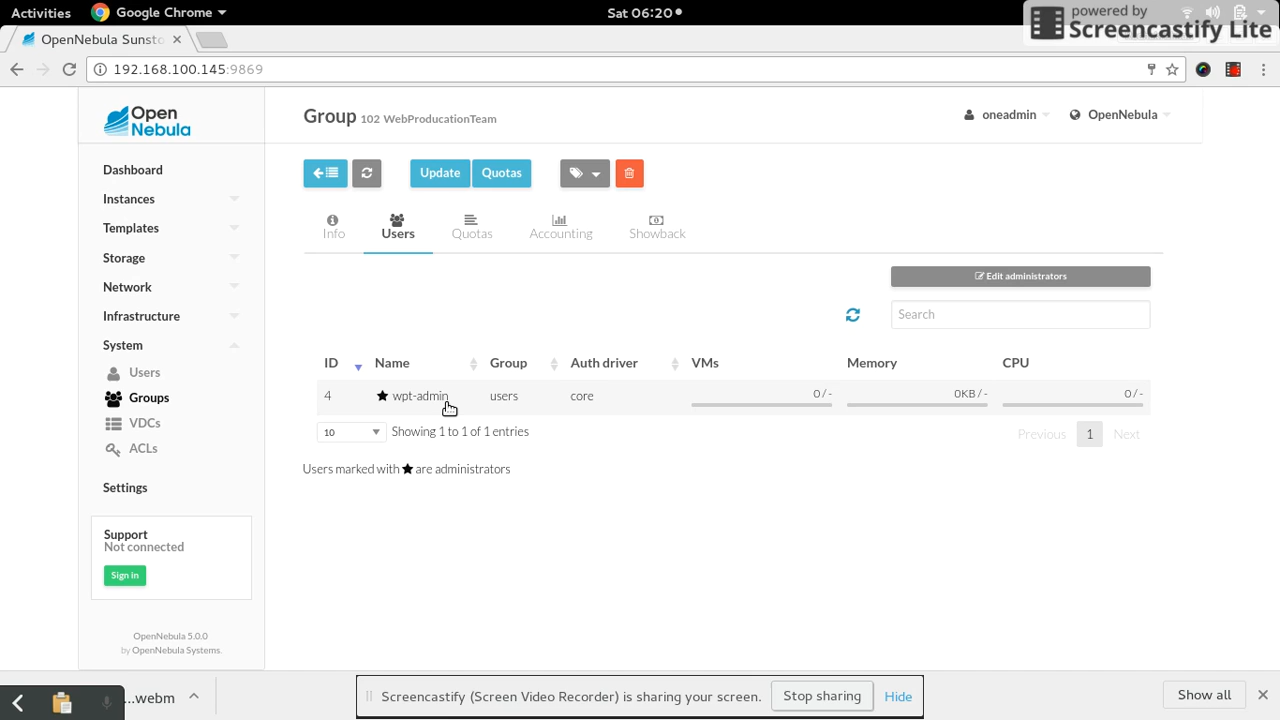 Activities Google Chrome Sat 06:20
powered by
Screencastify Lite
OpenNebula Sunsto
192.168.100.145:9869
Open
Nebula
Group 102 WebProducationTeam
oneadmin
OpenNebula
Dashboard
Instances
Templates
Storage
Network
Infrastructure
System
Users
Groups
VDCs
ACLs
Settings
Support
Not connected
Sign in
OpenNebula 5.0.0
by OpenNebula Systems.
Update Quotas
Info Users Quotas Accounting Showback
Edit administrators
Search
ID Name Group Auth driver VMs Memory CPU
4 wpt-admin users core 0 / - 0KB / - 0 / -
10 Showing 1 to 1 of 1 entries
Previous 1 Next
Users marked with ★ are administrators
...webm
Screencastify (Screen Video Recorder) is sharing your screen. Stop sharing Hide
Show all